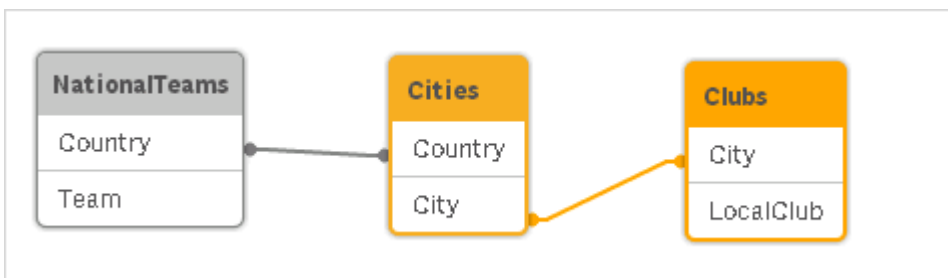 NationalTeams
Country
Team
Cities
Country
City
Clubs
City
LocalClub